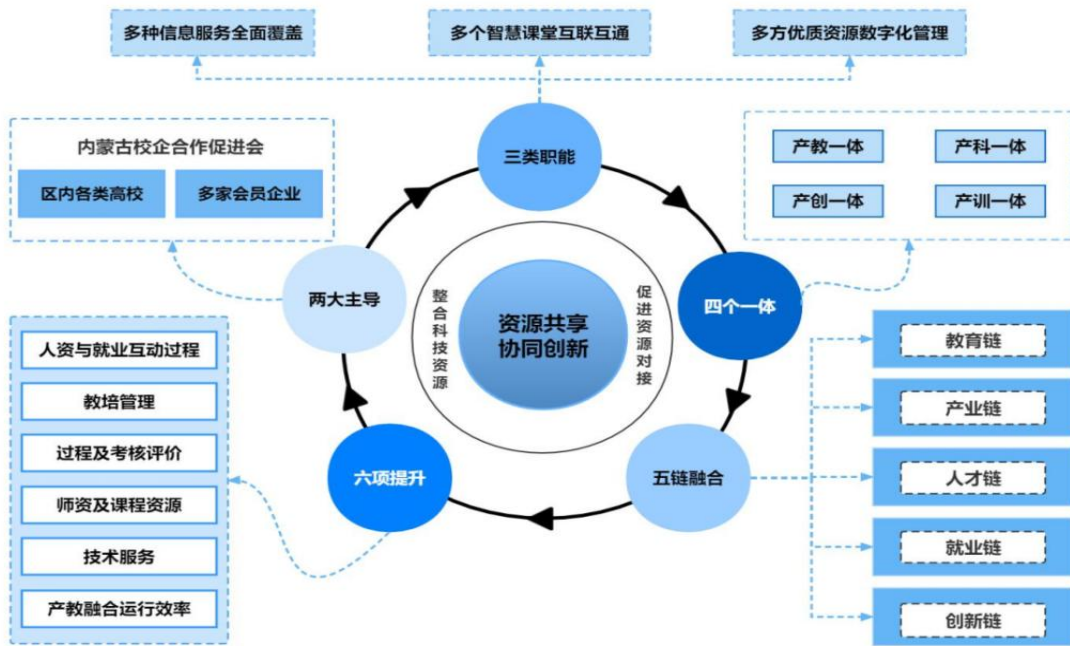 多种信息服务全面覆盖
多个智慧课堂互联互通
多方优质资源数字化管理
三类职能
内蒙古校企合作促进会
区内各类高校
多家会员企业
产教一体
产科一体
产创一体
产训一体
两大主导
四个一体
整合科技资源
资源共享
协同创新
促进资源对接
人资与就业互动过程
教培管理
过程及考核评价
师资及课程资源
技术服务
产教融合运行效率
六项提升
五链融合
教育链
产业链
人才链
就业链
创新链